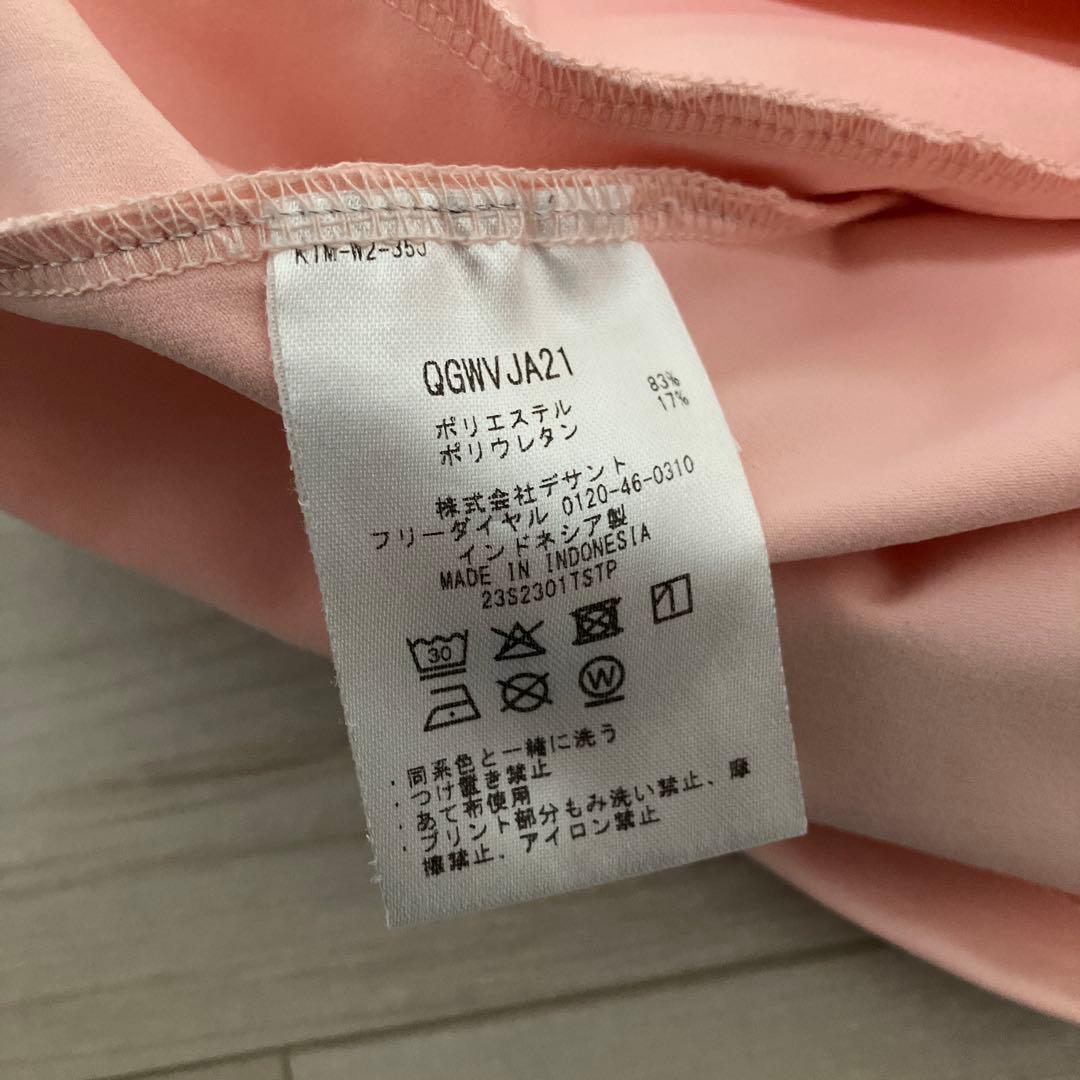 K7M-W2-35J
QGWVJA21
ポリエステル 83%
ポリウレタン 17%
株式会社デサント
フリーダイヤル 0120-46-0310
インドネシア製
MADE IN INDONESIA
23S2301TSTP
30
W
・同系色と一緒に洗う
・つけ置き禁止
・あて布使用
・プリント部分もみ洗い禁止、摩
擦禁止、アイロン禁止